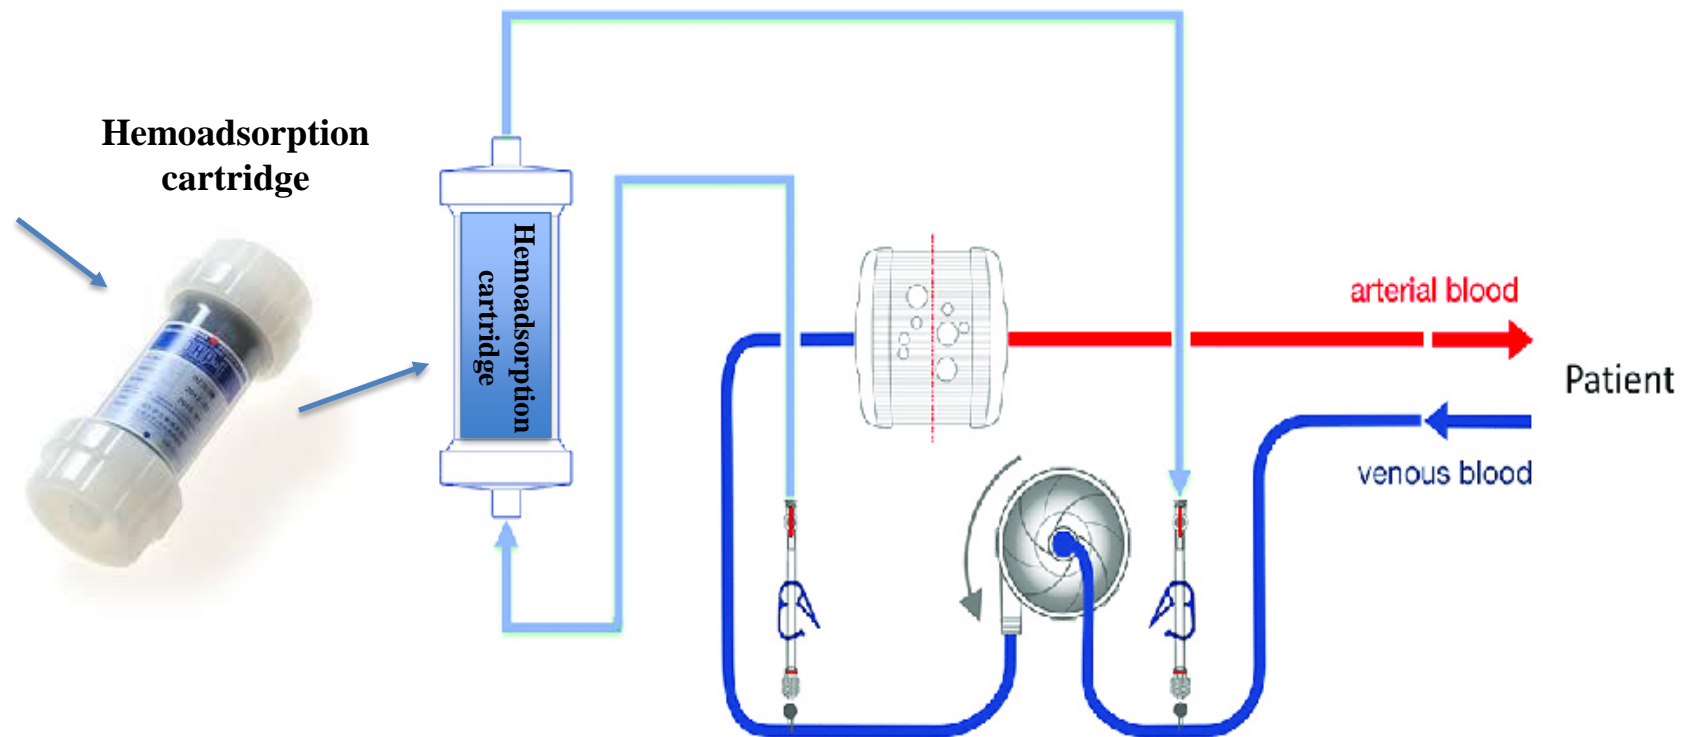 Hemoadsorption
cartridge
Hemoadsorption
cartridge
arterial blood
Patient
venous blood